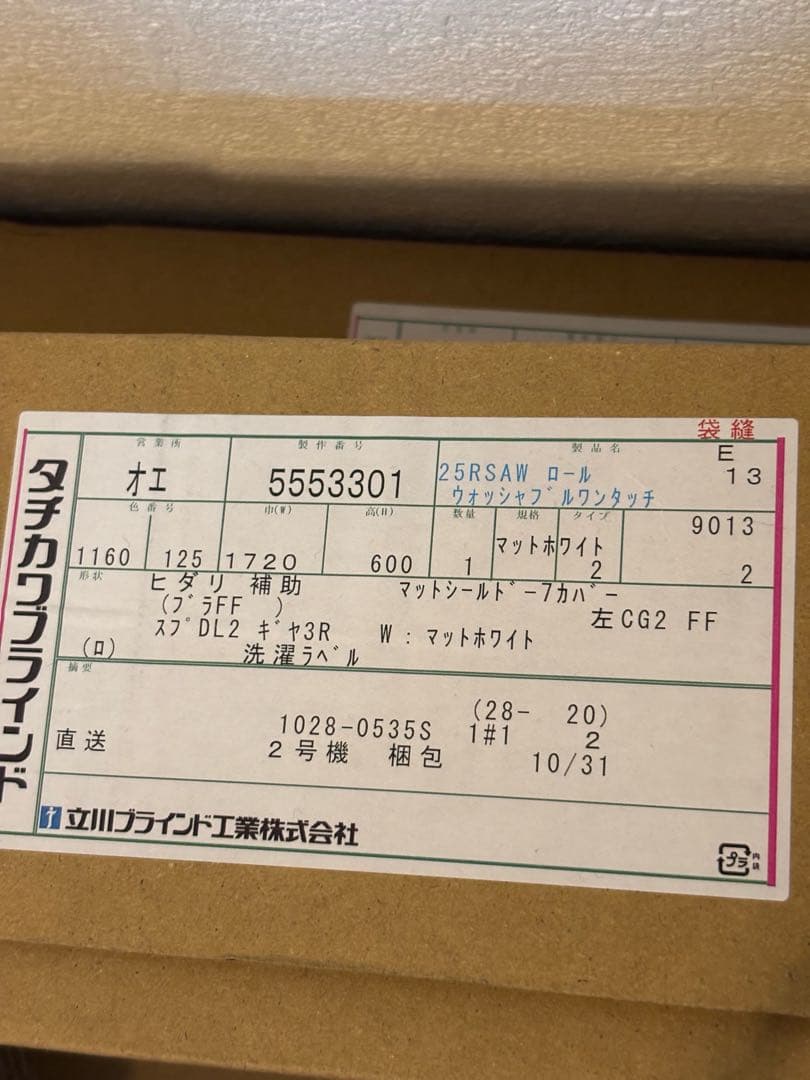 タチカワブラインド
袋縫
営業所 製作番号 製品名 E
オエ 5553301 25RSAW ロール 13
ウォッシャブルワンタッチ
色番号 巾(W) 高(H) 数量 規格 タイプ 9013
マットホワイト
1160 125 1720 600 1 2 2
形状 ヒダリ 補助 マットシールドー7カバー
(ブラFF ) 左CG2 FF
スプDL2 ギヤ3R W:マットホワイト
(ロ) 洗濯ラベル
摘要
1028-0535S (28- 20)
直送 2号機 梱包 1#1 2
10/31
立川ブラインド工業株式会社
プラ 内袋